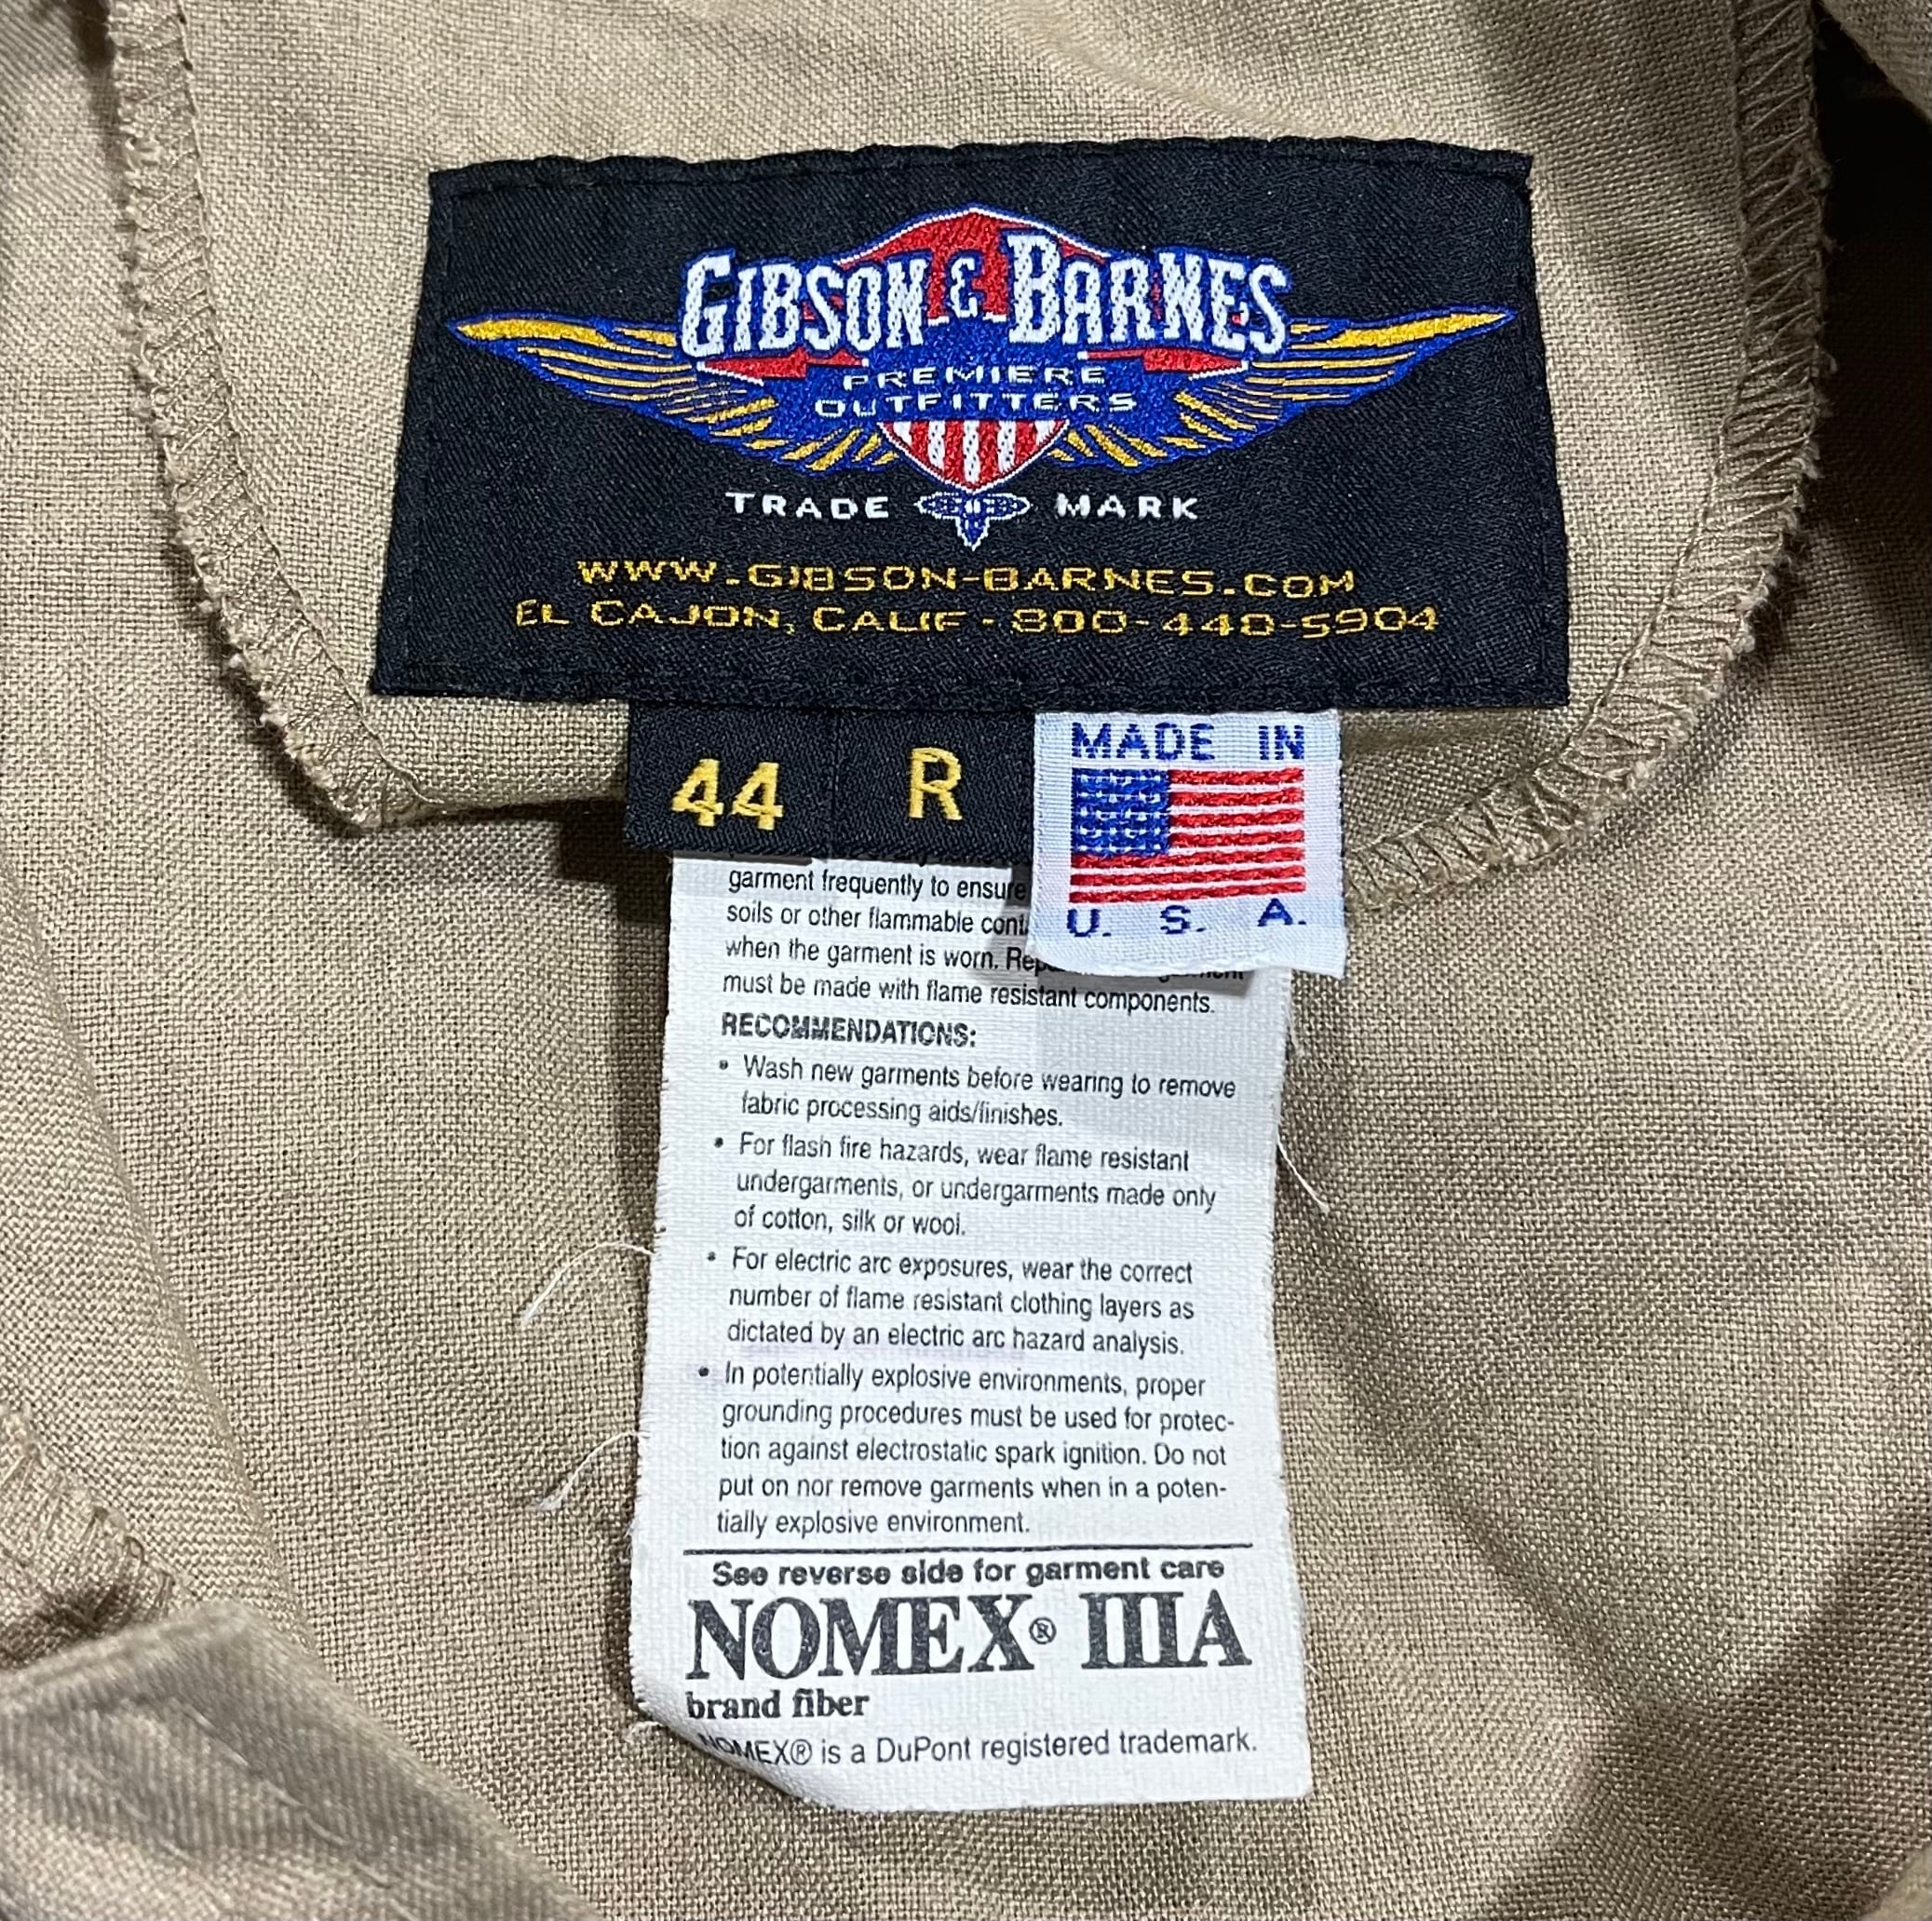 GIBSON & BARNES
PREMIERE
OUTFITTERS
TRADE MARK
WWW.GIBSON-BARNES.COM
EL CAJON, CALIF - 800-440-5904
44 R
MADE IN
U. S. A.
garment frequently to ensure
soils or other flammable
when the garment is worn.
must be made with flame resistant components.
RECOMMENDATIONS:
• Wash new garments before wearing to remove
fabric processing aids/finishes.
• For flash fire hazards, wear flame resistant
undergarments, or undergarments made only
of cotton, silk or wool.
• For electric arc exposures, wear the correct
number of flame resistant clothing layers as
dictated by an electric arc hazard analysis.
• In potentially explosive environments, proper
grounding procedures must be used for protec-
tion against electrostatic spark ignition. Do not
put on nor remove garments when in a poten-
tially explosive environment.
See reverse side for garment care
NOMEX® IIIA
brand fiber
NOMEX® is a DuPont registered trademark.